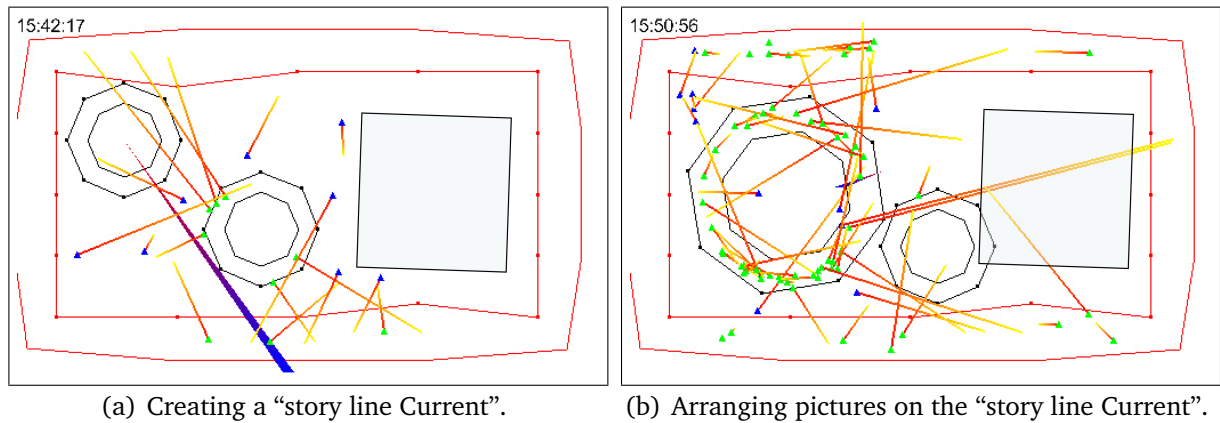 15:42:17
15:50:56
(a) Creating a “story line Current”.
(b) Arranging pictures on the “story line Current”.